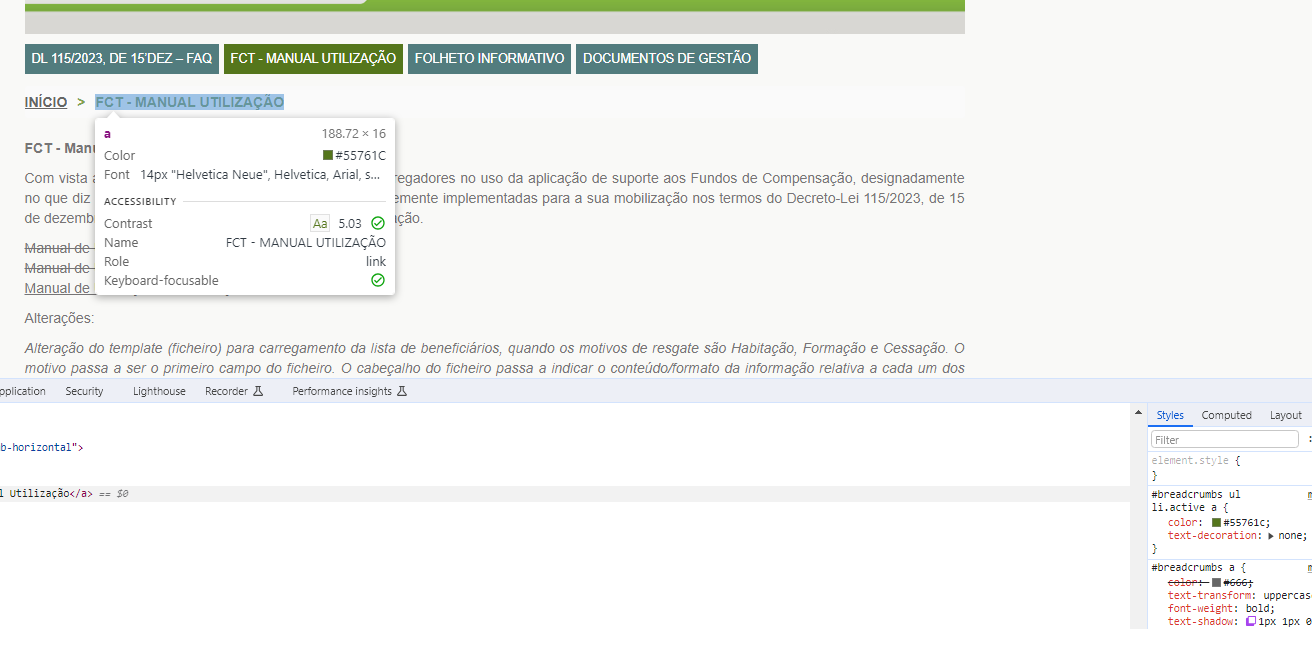 DL 115/2023, DE 15'DEZ – FAQ FCT - MANUAL UTILIZAÇÃO FOLHETO INFORMATIVO DOCUMENTOS DE GESTÃO
INÍCIO > FCT - MANUAL UTILIZAÇÃO
FCT - Manu
a 188.72 × 16
Color #55761C
Font 14px "Helvetica Neue", Helvetica, Arial, s...
ACCESSIBILITY
Contrast Aa 5.03
Name FCT - MANUAL UTILIZAÇÃO
Role link
Keyboard-focusable
Com vista regadores no uso da aplicação de suporte aos Fundos de Compensação, designadamente
no que diz emente implementadas para a sua mobilização nos termos do Decreto-Lei 115/2023, de 15
de dezemb ção.
Manual de
Manual de
Manual de
Alterações:
Alteração do template (ficheiro) para carregamento da lista de beneficiários, quando os motivos de resgate são Habitação, Formação e Cessação. O
motivo passa a ser o primeiro campo do ficheiro. O cabeçalho do ficheiro passa a indicar o conteúdo/formato da informação relativa a cada um dos
pplication Security Lighthouse Recorder Performance insights
b-horizontal">
l Utilização</a> == $0
Styles Computed Layout
Filter
element.style {
}
#breadcrumbs ul
li.active a {
color: #55761c;
text-decoration: none;
}
#breadcrumbs a {
color: #666;
text-transform: uppercas
font-weight: bold;
text-shadow: 1px 1px 0